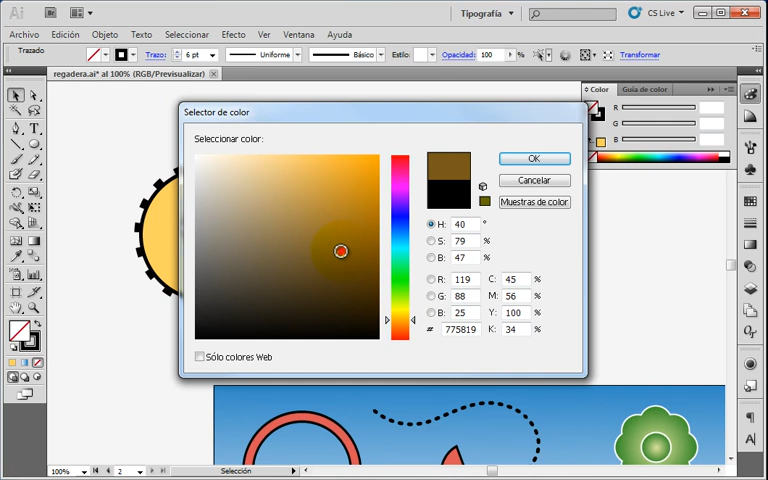 Ai Br Tipografía CS Live
Archivo Edición Objeto Texto Seleccionar Efecto Ver Ventana Ayuda
Trazado Trazo: 6 pt Uniforme Básico Estilo: Opacidad: 100 % Transformar
regadera.ai* al 100% (RGB/Previsualizar)
Color Guía de color
R
G
B
Selector de color
Seleccionar color:
OK
Cancelar
Muestras de color
H: 40 °
S: 79 %
B: 47 %
R: 119 C: 45 %
G: 88 M: 56 %
B: 25 Y: 100 %
# 775819 K: 34 %
Sólo colores Web
100% 2 Selección